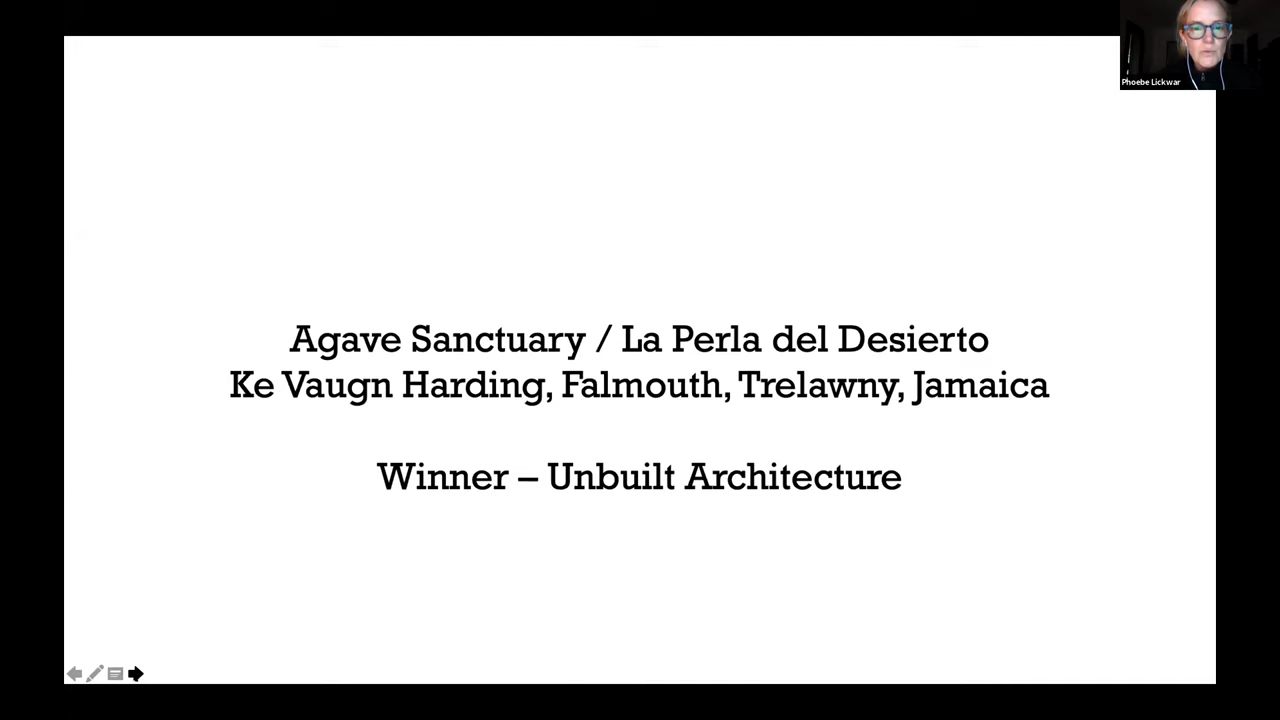 Phoebe Lickwar
Agave Sanctuary / La Perla del Desierto
Ke Vaugn Harding, Falmouth, Trelawny, Jamaica
Winner – Unbuilt Architecture